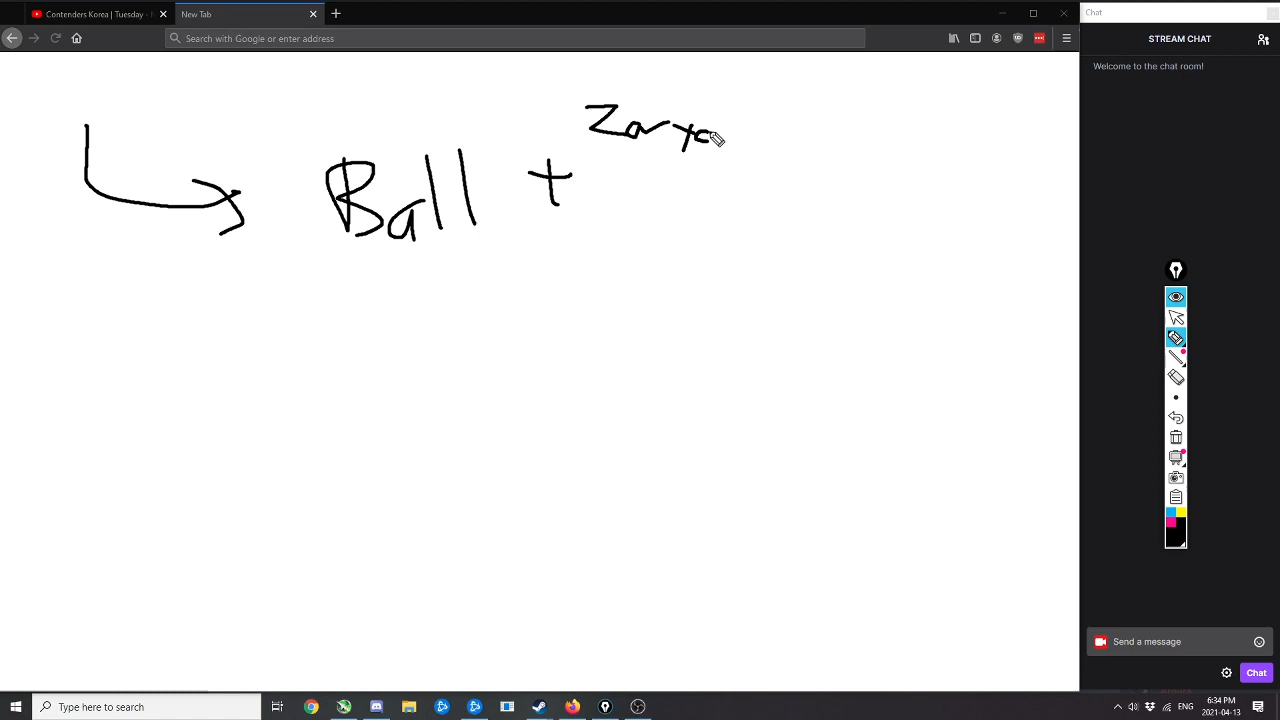 Contenders Korea | Tuesday -
New Tab
Chat
Search with Google or enter address
STREAM CHAT
Welcome to the chat room!
Zarya
Ball +
Send a message
Chat
Type here to search
ENG
6:34 PM
2021-04-13